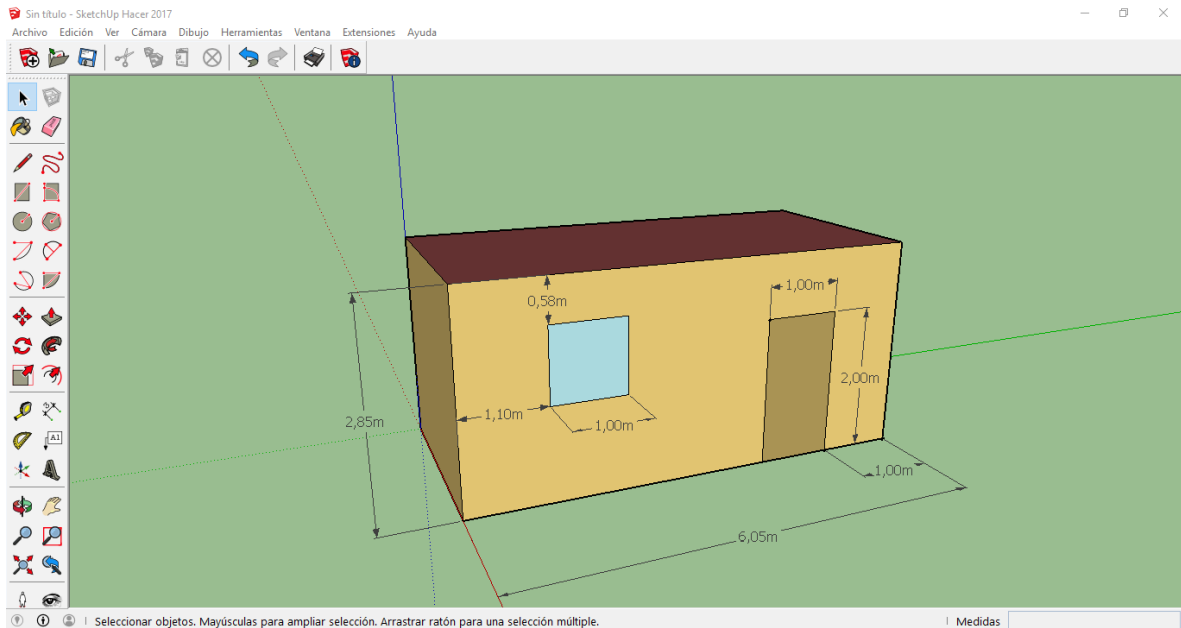 Sin título - SketchUp Hacer 2017
Archivo Edición Ver Cámara Dibujo Herramientas Ventana Extensiones Ayuda
A1
0,58m
1,00m
2,00m
1,10m
2,85m
1,00m
1,00m
6,05m
Seleccionar objetos. Mayúsculas para ampliar selección. Arrastrar ratón para una selección múltiple.
Medidas